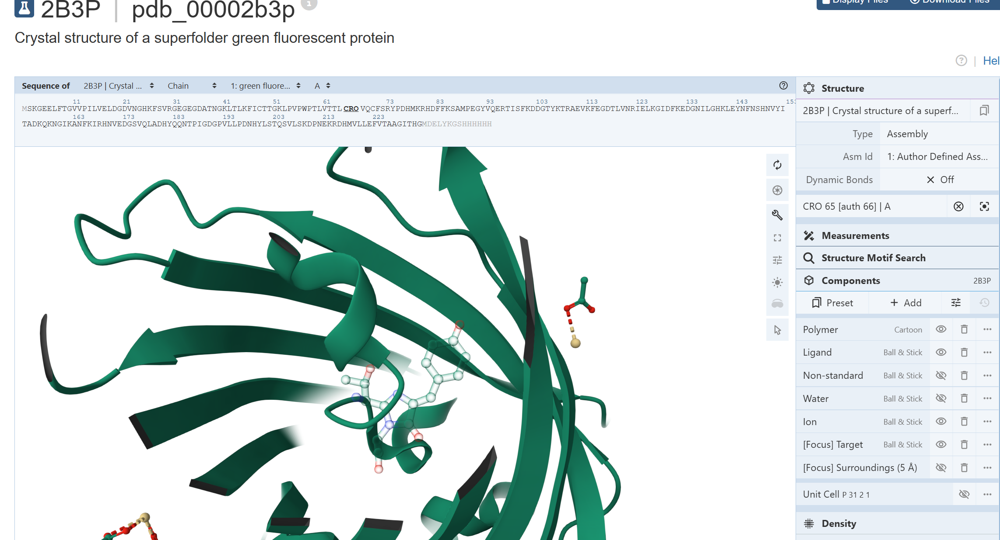 2B3P | pdb_00002b3p
Display Files Download Files
Crystal structure of a superfolder green fluorescent protein
Hel
Sequence of 2B3P | Crystal ... Chain 1: green fluore... A
11 21 31 41 51 61 73 83 93 103 113 123 133 143 153
MSKGEELFTGVVPILVELDGDVNGHKFSVRGEGEGDATNGKLTLKFICTTGKLPVPWPTLVTTL CRO VQCFSRYPDHMKRHDFFKSAMPEGYVQERTISFKDDGTYKTRAEVKFEGDTLVNRIELKGIDFKEDGNILGHKLEYNFNSHNVYI
163 173 183 193 203 213 223
TADKQKNGIKANFKIRHNVEDGSVQLADHYQQNTPIGDGPVLLPDNHYLSTQSVLSKDPNEKRDHMVLLEFVTAAGITHGMDELYKGSHHHHHH
Structure
2B3P | Crystal structure of a superf...
Type Assembly
Asm Id 1: Author Defined Ass...
Dynamic Bonds Off
CRO 65 [auth 66] | A
Measurements
Structure Motif Search
Components 2B3P
Preset Add
Polymer Cartoon
Ligand Ball & Stick
Non-standard Ball & Stick
Water Ball & Stick
Ion Ball & Stick
[Focus] Target Ball & Stick
[Focus] Surroundings (5 Å)
Unit Cell P 31 2 1
Density